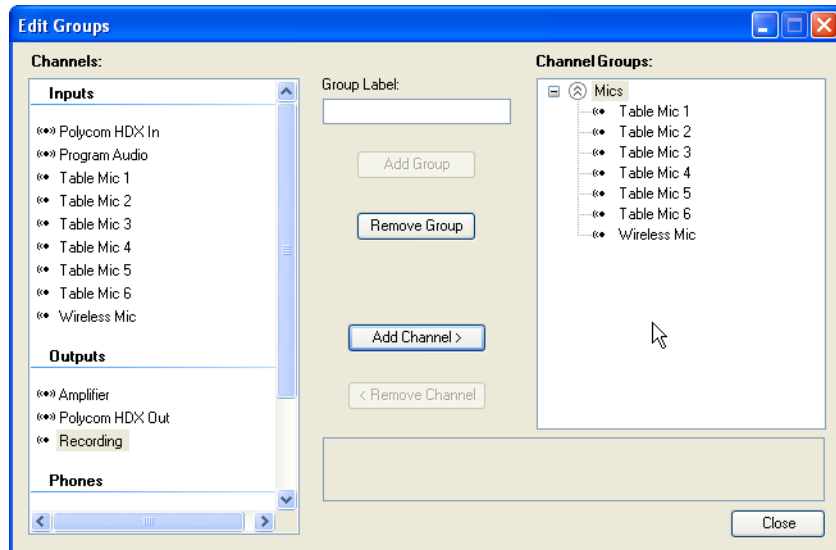 Edit Groups
Channels:
Inputs
Polycom HDX In
Program Audio
Table Mic 1
Table Mic 2
Table Mic 3
Table Mic 4
Table Mic 5
Table Mic 6
Wireless Mic
Outputs
Amplifier
Polycom HDX Out
Recording
Phones
Group Label:
Add Group
Remove Group
Add Channel >
< Remove Channel
Channel Groups:
Mics
Table Mic 1
Table Mic 2
Table Mic 3
Table Mic 4
Table Mic 5
Table Mic 6
Wireless Mic
Close